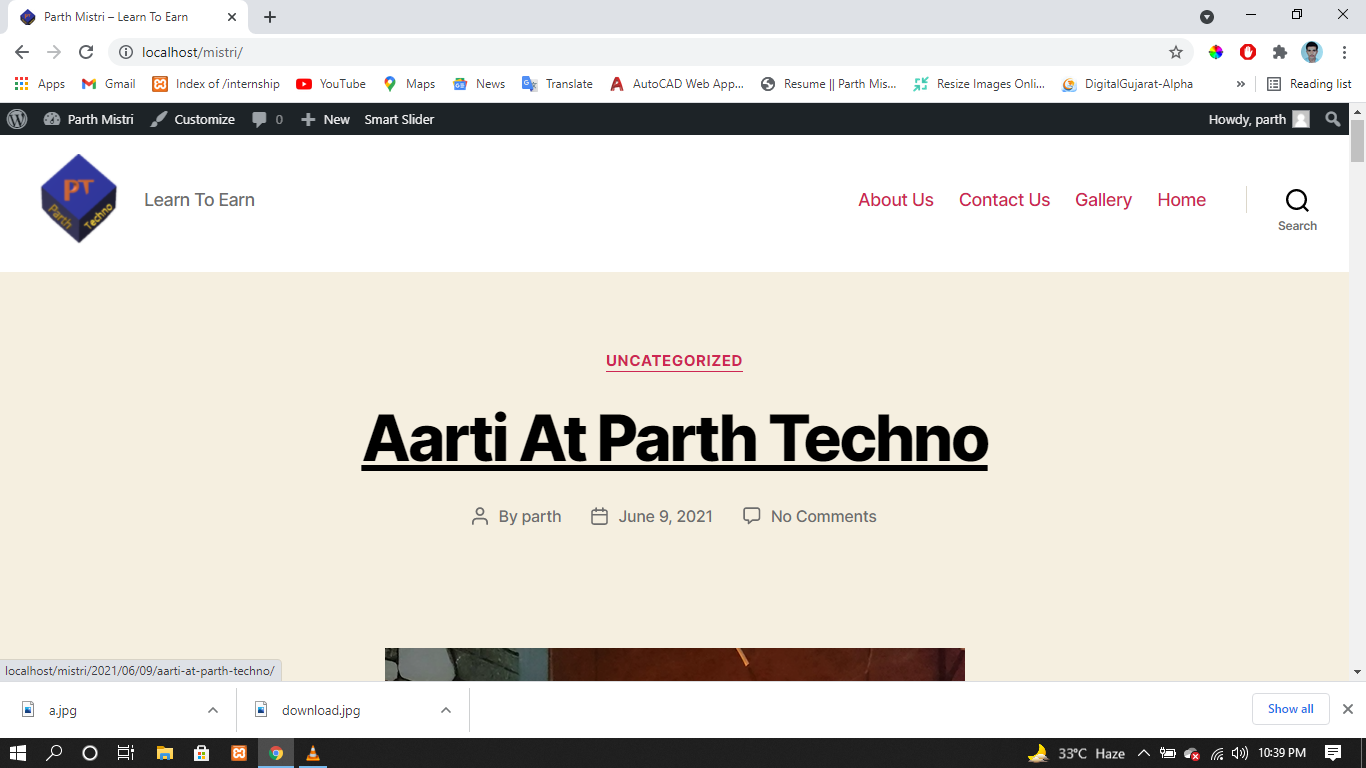 Parth Mistri – Learn To Earn
localhost/mistri/
Apps Gmail Index of /internship YouTube Maps News Translate AutoCAD Web App... Resume || Parth Mis... Resize Images Onli... DigitalGujarat-Alpha » Reading list
Parth Mistri Customize 0 New Smart Slider Howdy, parth
PT
Parth Techno
Learn To Earn
About Us Contact Us Gallery Home
Search
UNCATEGORIZED
Aarti At Parth Techno
By parth June 9, 2021 No Comments
localhost/mistri/2021/06/09/aarti-at-parth-techno/
a.jpg download.jpg Show all
33°C Haze 10:39 PM